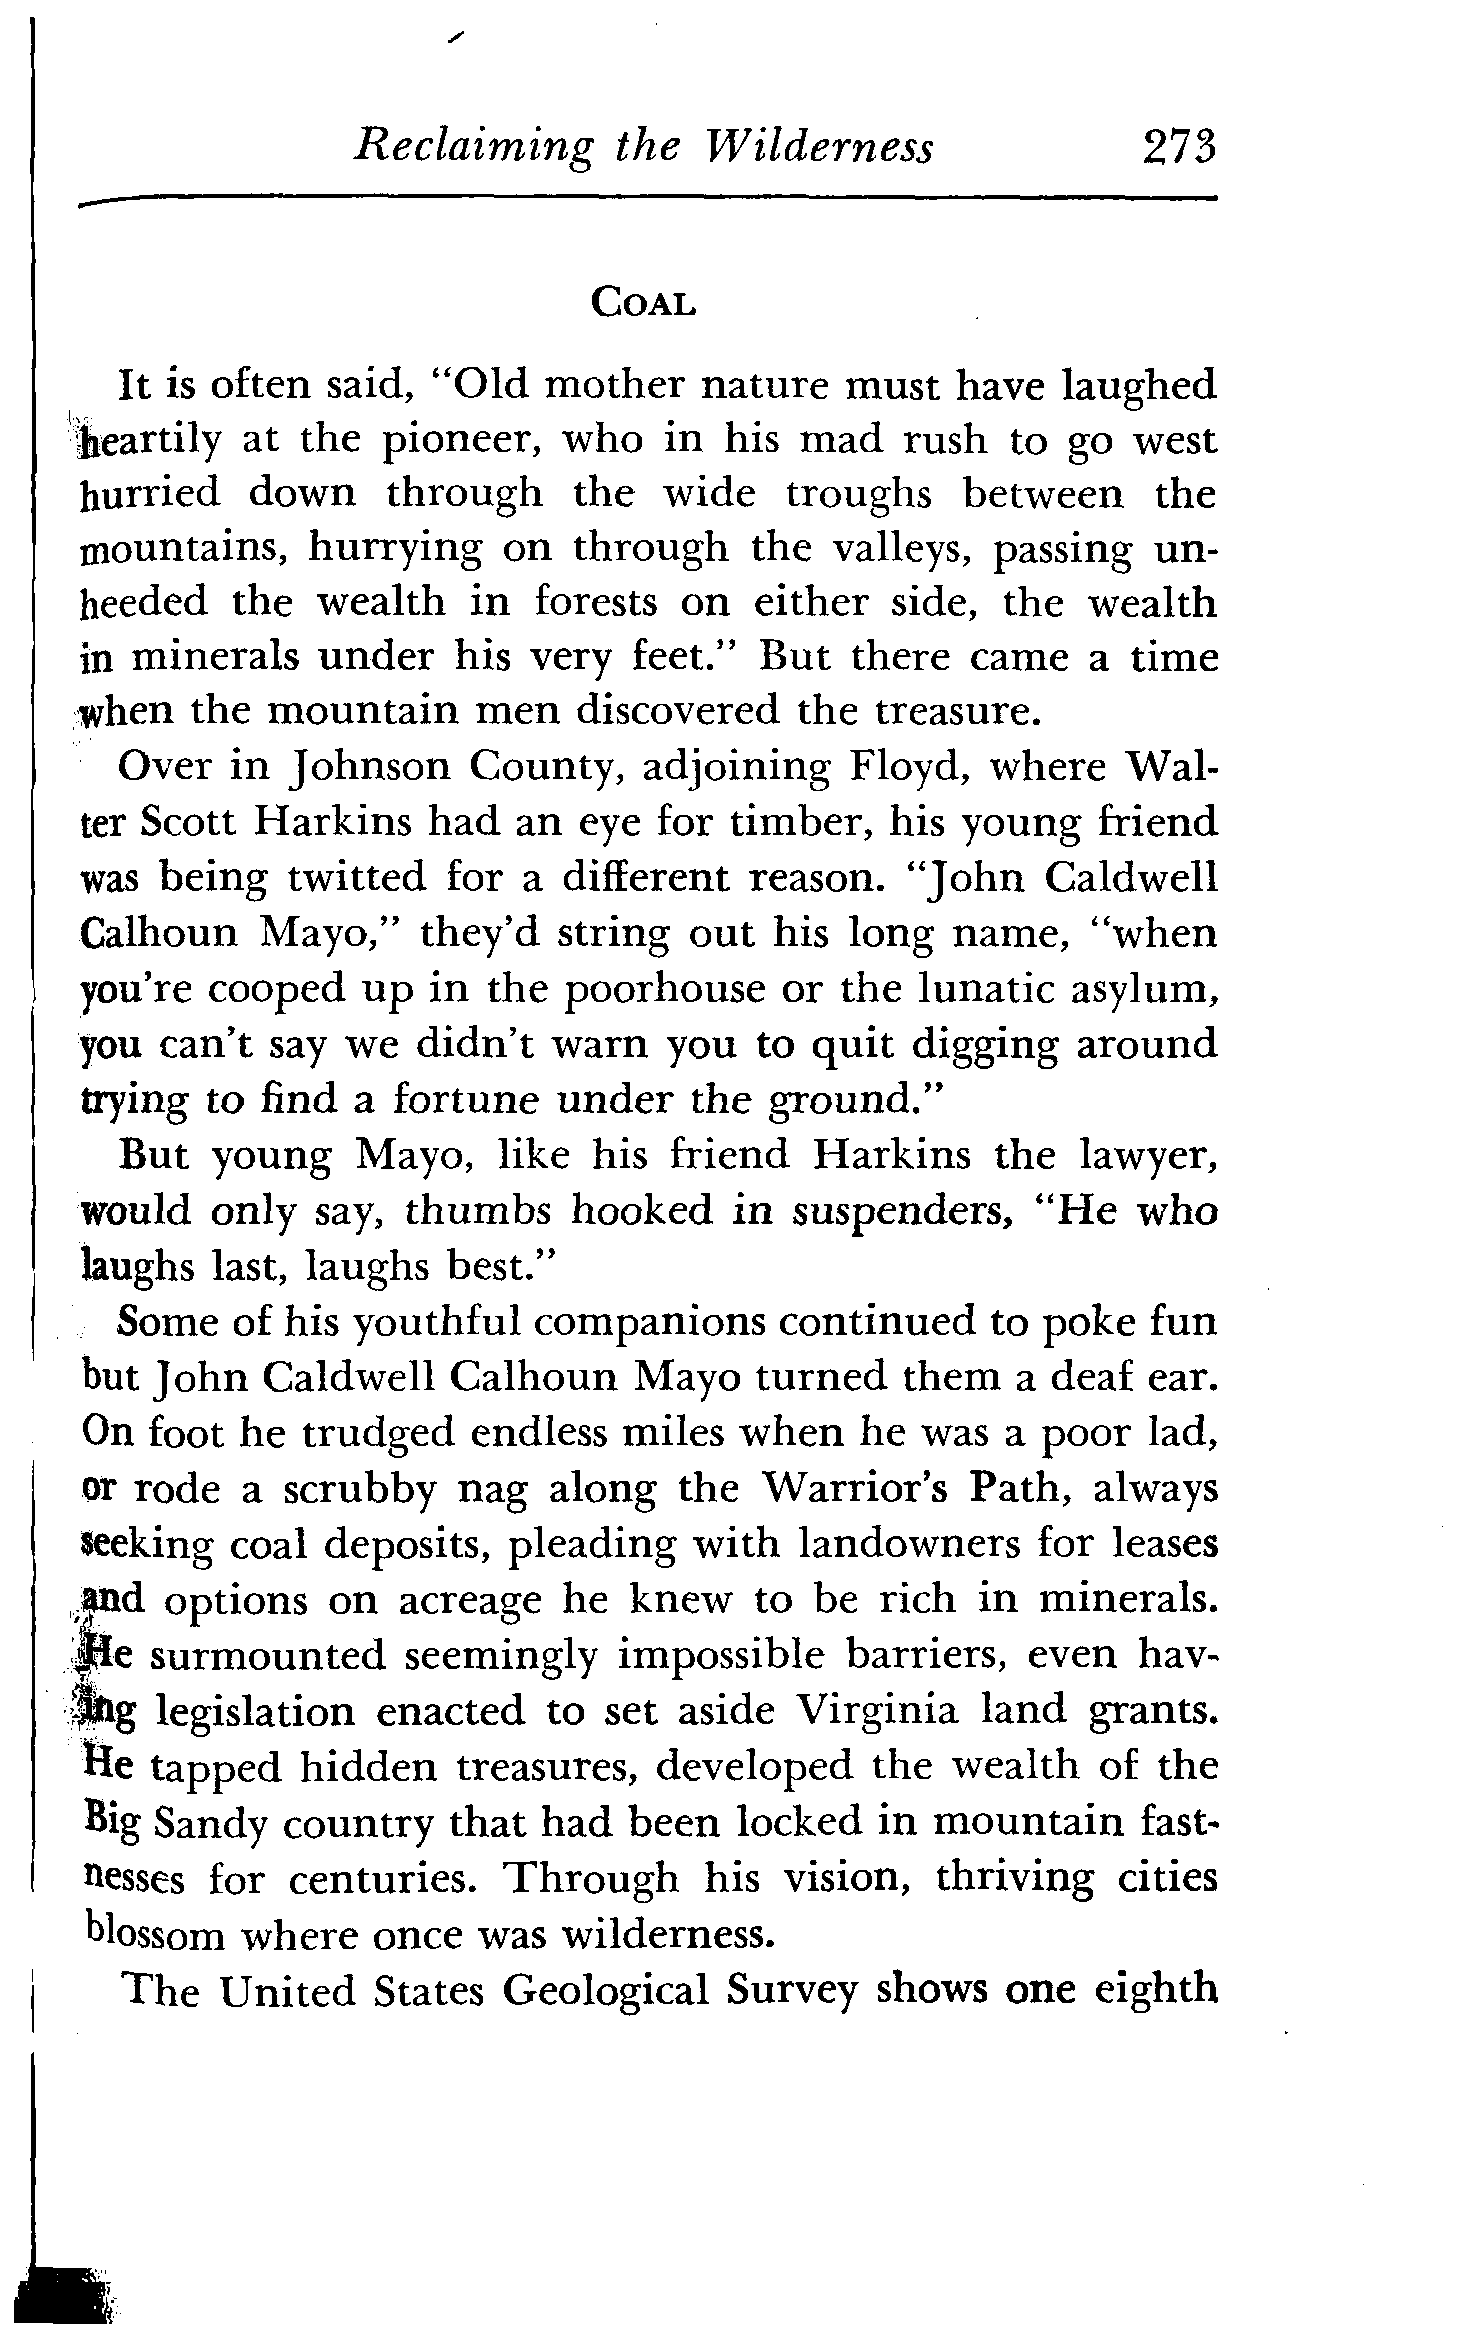 Reclaiming the Wilderness 273
COAL
It is often said, “Old mother nature must have laughed
heartily at the pioneer, who in his mad rush to go west
hurried down through the wide troughs between the
mountains, hurrying on through the valleys, passing un-
heeded the wealth in forests on either side, the wealth
in minerals under his very feet.” But there came a time
when the mountain men discovered the treasure.
Over in Johnson County, adjoining Floyd, where Wal-
ter Scott Harkins had an eye for timber, his young friend
was being twitted for a different reason. “John Caldwell
Calhoun Mayo,” they’d string out his long name, “when
you’re cooped up in the poorhouse or the lunatic asylum,
you can’t say we didn’t warn you to quit digging around
trying to find a fortune under the ground.”
But young Mayo, like his friend Harkins the lawyer,
would only say, thumbs hooked in suspenders, “He who
laughs last, laughs best.”
Some of his youthful companions continued to poke fun
but John Caldwell Calhoun Mayo turned them a deaf ear.
On foot he trudged endless miles when he was a poor lad,
or rode a scrubby nag along the Warrior’s Path, always
seeking coal deposits, pleading with landowners for leases
and options on acreage he knew to be rich in minerals.
He surmounted seemingly impossible barriers, even hav-
ing legislation enacted to set aside Virginia land grants.
He tapped hidden treasures, developed the wealth of the
Big Sandy country that had been locked in mountain fast-
nesses for centuries. Through his vision, thriving cities
blossom where once was wilderness.
The United States Geological Survey shows one eighth